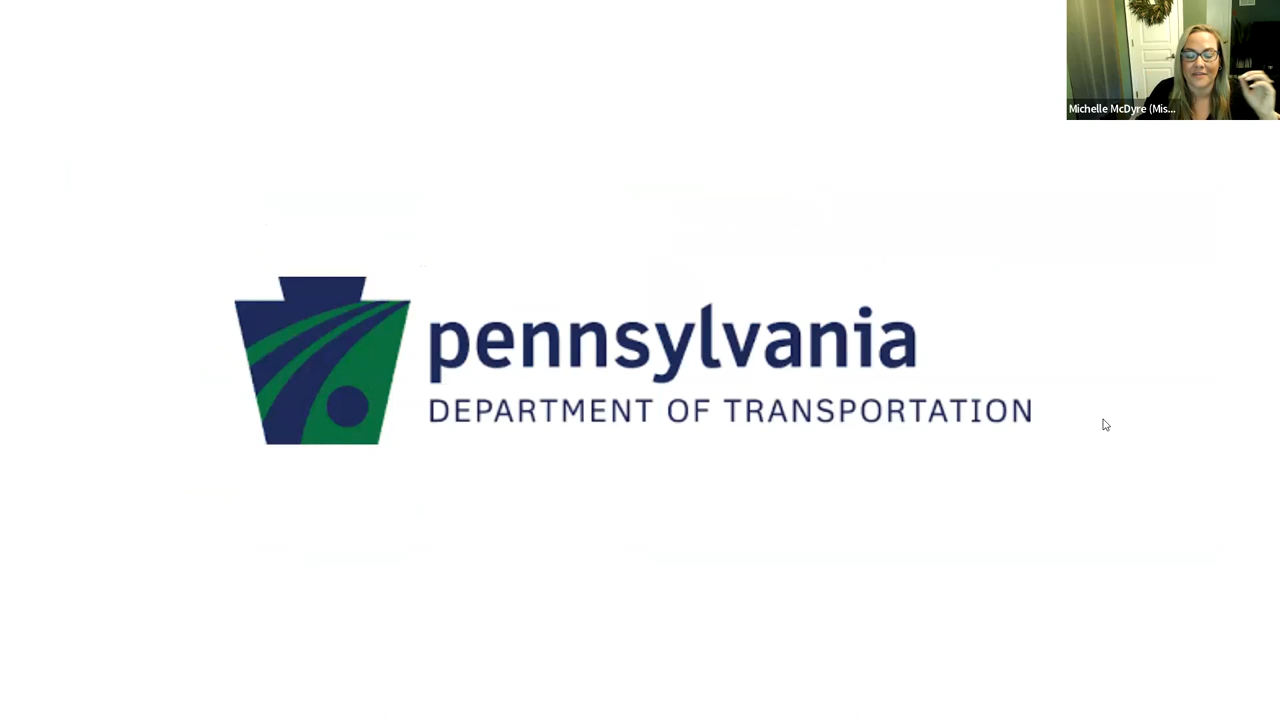 Michelle McDyre (Mis...
pennsylvania
DEPARTMENT OF TRANSPORTATION